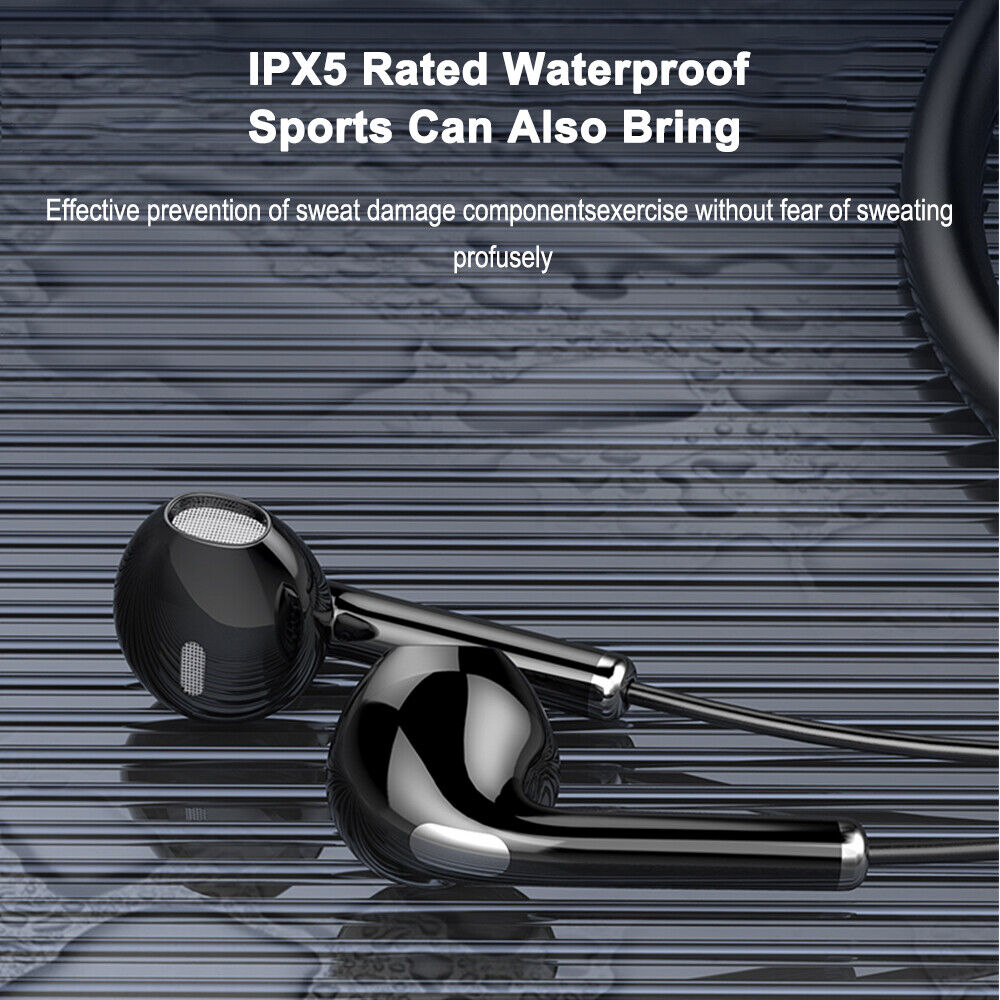 IPX5 Rated Waterproof
Sports Can Also Bring
Effective prevention of sweat damage componentsexercise without fear of sweating
profusely